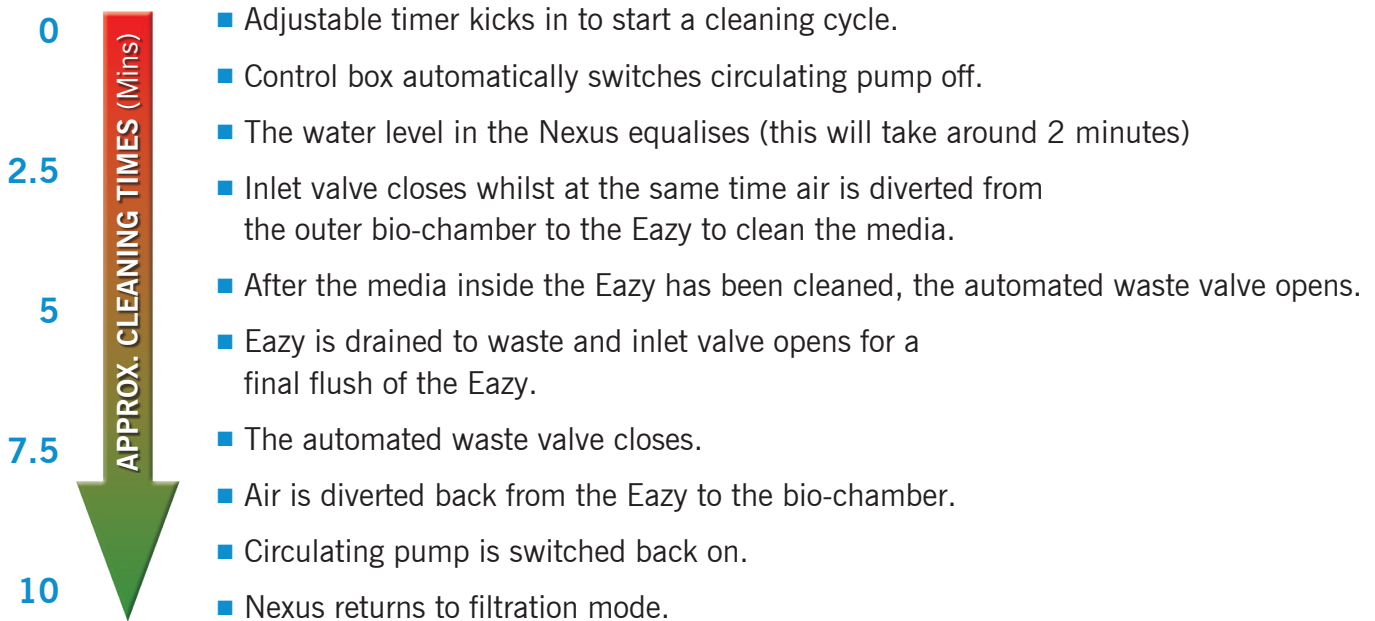 0
2.5
5
7.5
10
APPROX. CLEANING TIMES (Mins)
■ Adjustable timer kicks in to start a cleaning cycle.
■ Control box automatically switches circulating pump off.
■ The water level in the Nexus equalises (this will take around 2 minutes)
■ Inlet valve closes whilst at the same time air is diverted from
the outer bio-chamber to the Eazy to clean the media.
■ After the media inside the Eazy has been cleaned, the automated waste valve opens.
■ Eazy is drained to waste and inlet valve opens for a
final flush of the Eazy.
■ The automated waste valve closes.
■ Air is diverted back from the Eazy to the bio-chamber.
■ Circulating pump is switched back on.
■ Nexus returns to filtration mode.